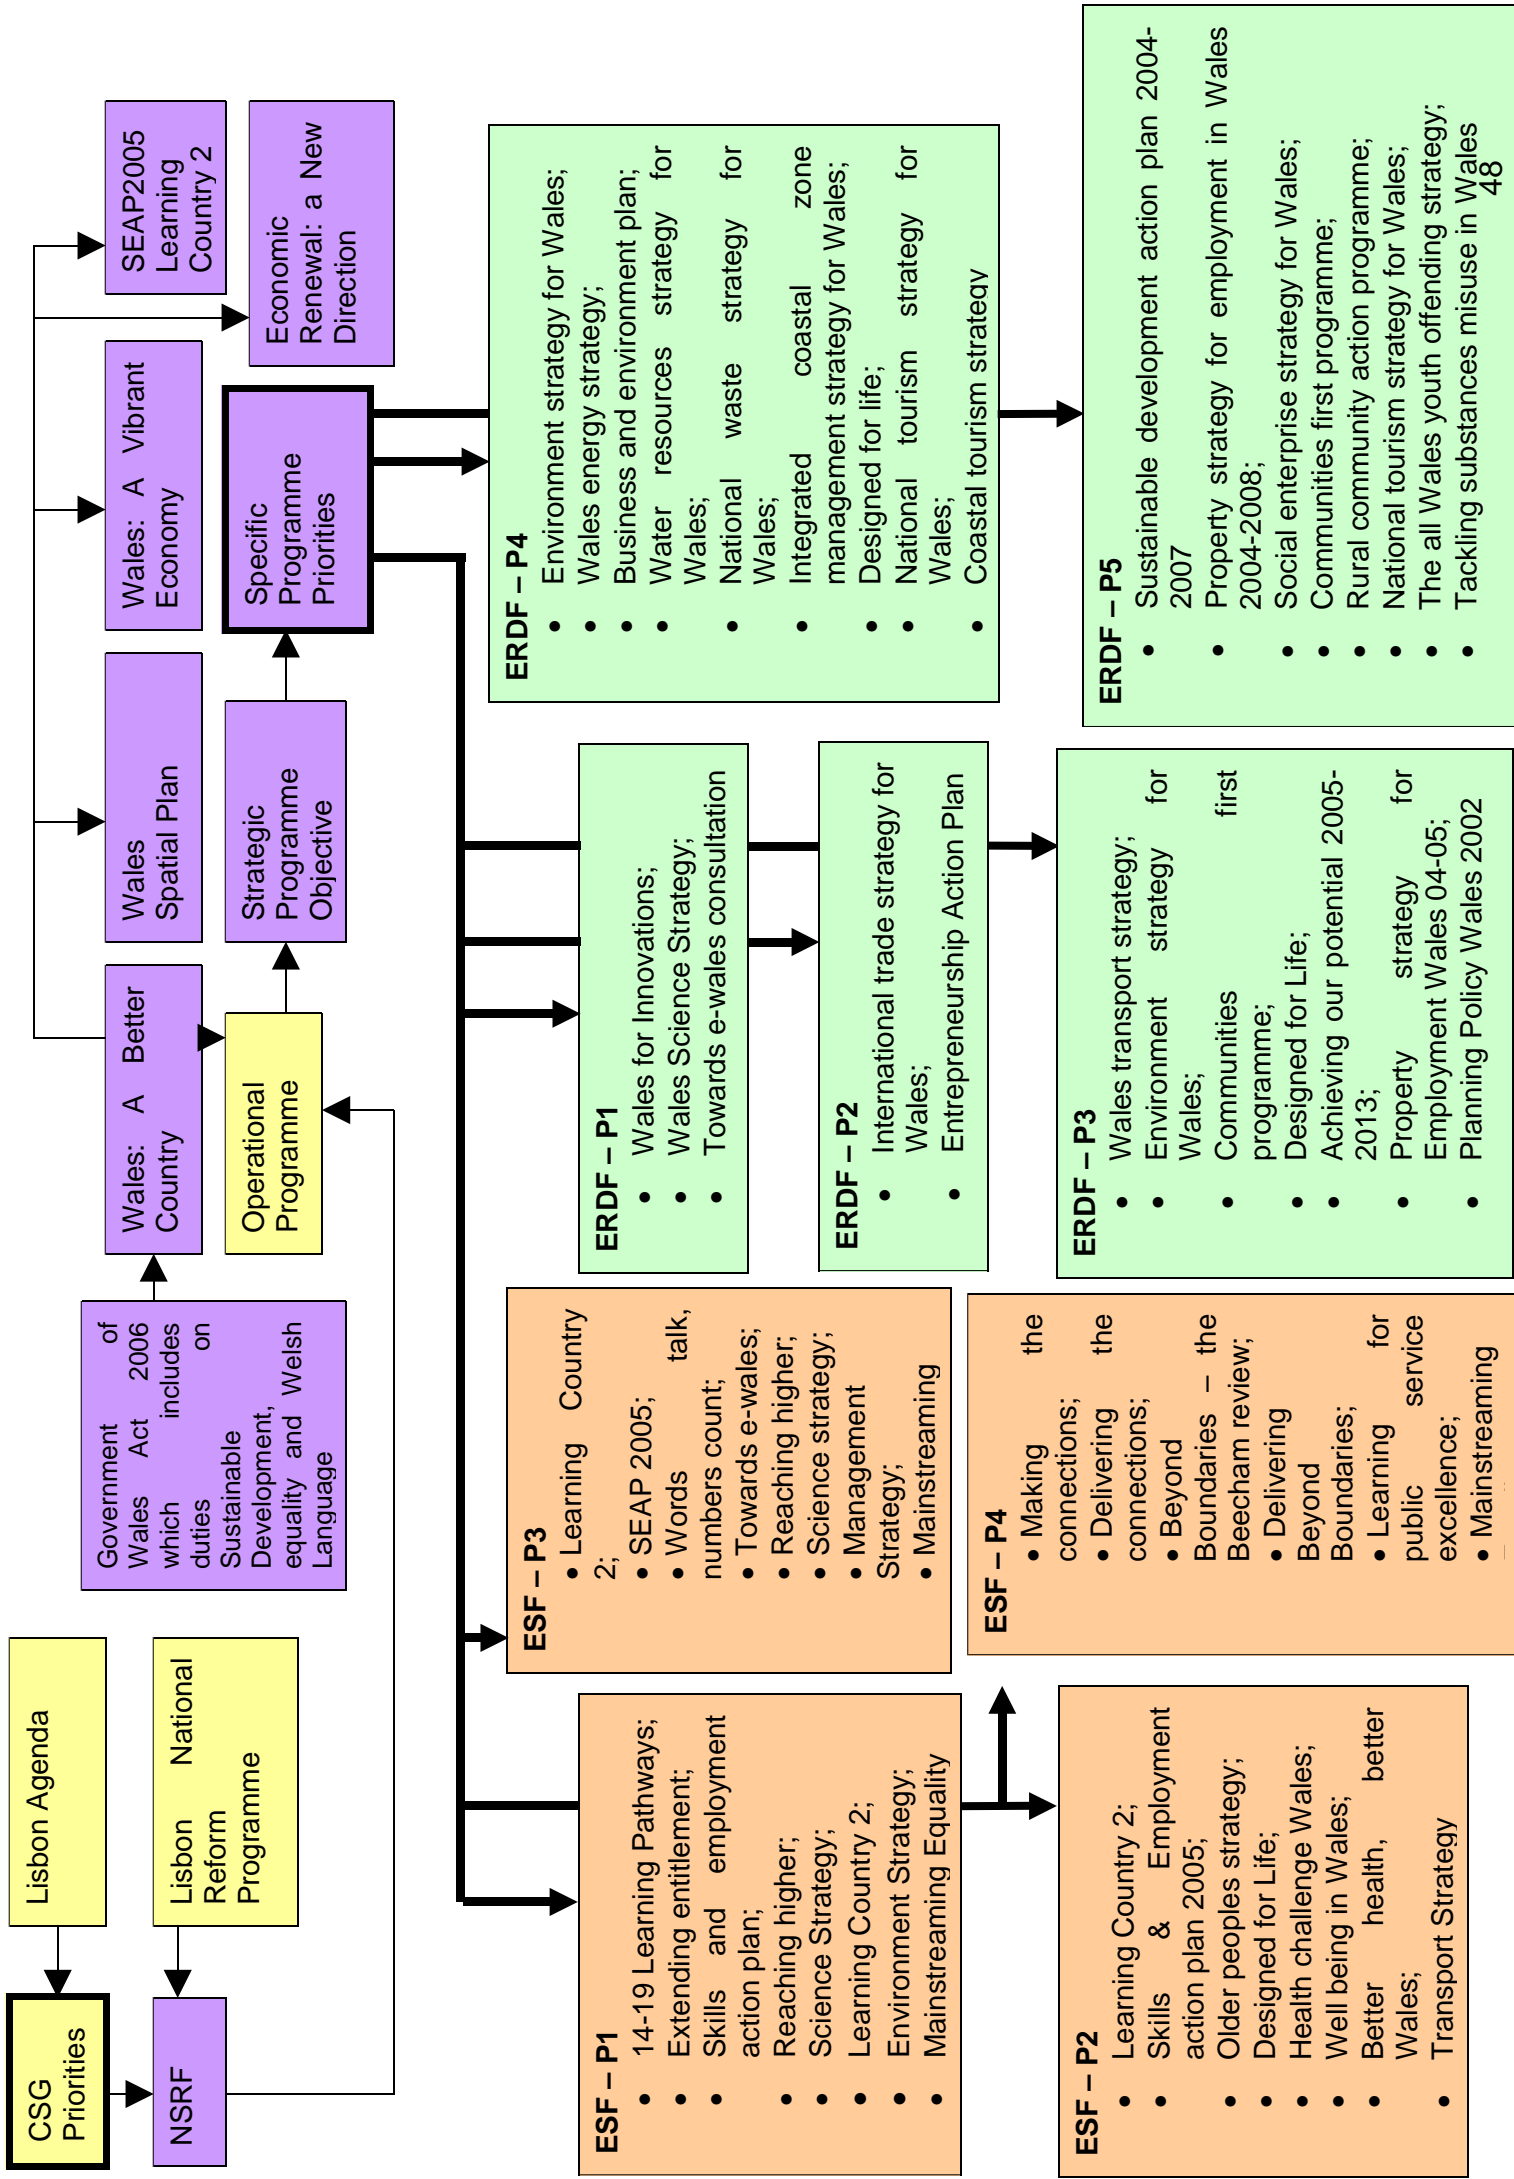 CSG
Priorities
Lisbon Agenda
NSRF
Lisbon National
Reform
Programme
Government of
Wales Act 2006
which includes
duties on
Sustainable
Development,
equality and Welsh
Language
Wales: A Better
Country
Wales
Spatial Plan
Wales: A Vibrant
Economy
SEAP2005
Learning
Country 2
Operational
Programme
Strategic
Programme
Objective
Specific
Programme
Priorities
Economic
Renewal: a New
Direction
ESF – P1
• 14-19 Learning Pathways;
• Extending entitlement;
• Skills and employment
action plan;
• Reaching higher;
• Science Strategy;
• Learning Country 2;
• Environment Strategy;
• Mainstreaming Equality
ESF – P2
• Learning Country 2;
• Skills & Employment
action plan 2005;
• Older peoples strategy;
• Designed for Life;
• Health challenge Wales;
• Well being in Wales;
• Better health, better
Wales;
• Transport Strategy
ESF – P3
• Learning Country
2;
• SEAP 2005;
• Words talk,
numbers count;
• Towards e-wales;
• Reaching higher;
• Science strategy;
• Management
Strategy;
• Mainstreaming
ESF – P4
• Making the
connections;
• Delivering the
connections;
• Beyond
Boundaries – the
Beecham review;
• Delivering
Beyond
Boundaries;
• Learning for
public service
excellence;
• Mainstreaming
ERDF – P1
• Wales for Innovations;
• Wales Science Strategy;
• Towards e-wales consultation
ERDF – P2
• International trade strategy for
Wales;
• Entrepreneurship Action Plan
ERDF – P3
• Wales transport strategy;
• Environment strategy for
Wales;
• Communities first
programme;
• Designed for Life;
• Achieving our potential 2005-
2013;
• Property strategy for
Employment Wales 04-05;
• Planning Policy Wales 2002
ERDF – P4
• Environment strategy for Wales;
• Wales energy strategy;
• Business and environment plan;
• Water resources strategy for
Wales;
• National waste strategy for
Wales;
• Integrated coastal zone
management strategy for Wales;
• Designed for life;
• National tourism strategy for
Wales;
• Coastal tourism strategy
ERDF – P5
• Sustainable development action plan 2004-
2007
• Property strategy for employment in Wales
2004-2008;
• Social enterprise strategy for Wales;
• Communities first programme;
• Rural community action programme;
• National tourism strategy for Wales;
• The all Wales youth offending strategy;
• Tackling substances misuse in Wales
48